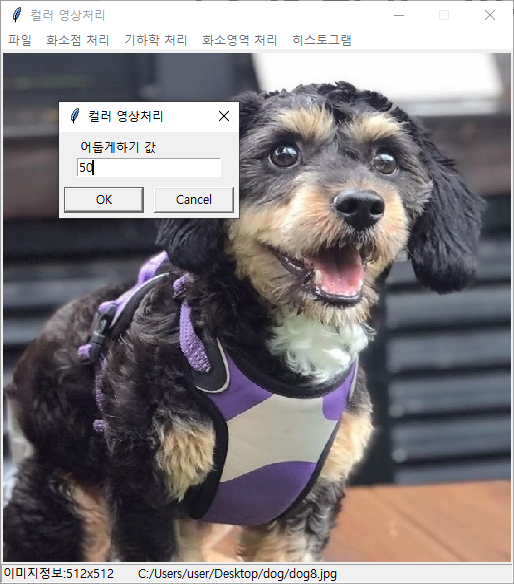 컬러 영상처리
파일 화소점 처리 기하학 처리 화소영역 처리 히스토그램
컬러 영상처리
어둡게하기 값
50
OK Cancel
이미지정보:512x512 C:/Users/user/Desktop/dog/dog8.jpg